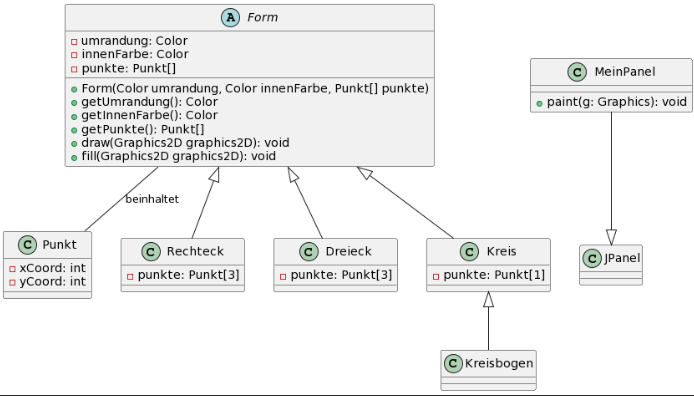 A Form
umrandung: Color
innenFarbe: Color
punkte: Punkt[]
Form(Color umrandung, Color innenFarbe, Punkt[] punkte)
getUmrandung(): Color
getInnenFarbe(): Color
getPunkte(): Punkt[]
draw(Graphics2D graphics2D): void
fill(Graphics2D graphics2D): void
C MeinPanel
paint(g: Graphics): void
beinhaltet
C Punkt
xCoord: int
yCoord: int
C Rechteck
punkte: Punkt[3]
C Dreieck
punkte: Punkt[3]
C Kreis
punkte: Punkt[1]
C JPanel
C Kreisbogen